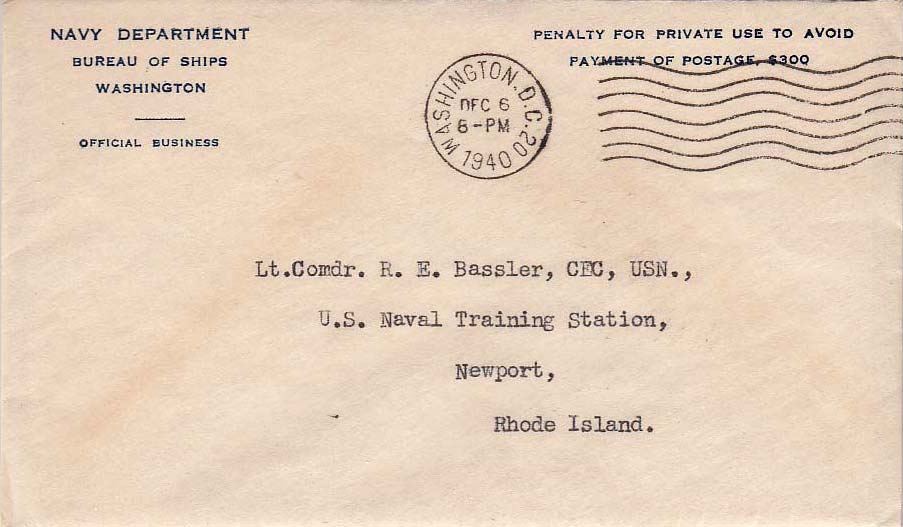 NAVY DEPARTMENT
BUREAU OF SHIPS
WASHINGTON
OFFICIAL BUSINESS
PENALTY FOR PRIVATE USE TO AVOID
PAYMENT OF POSTAGE, $300
WASHINGTON, D.C. 20
DEC 6
6-PM
1940
Lt.Comdr. R. E. Bassler, CEC, USN.,
U.S. Naval Training Station,
Newport,
Rhode Island.